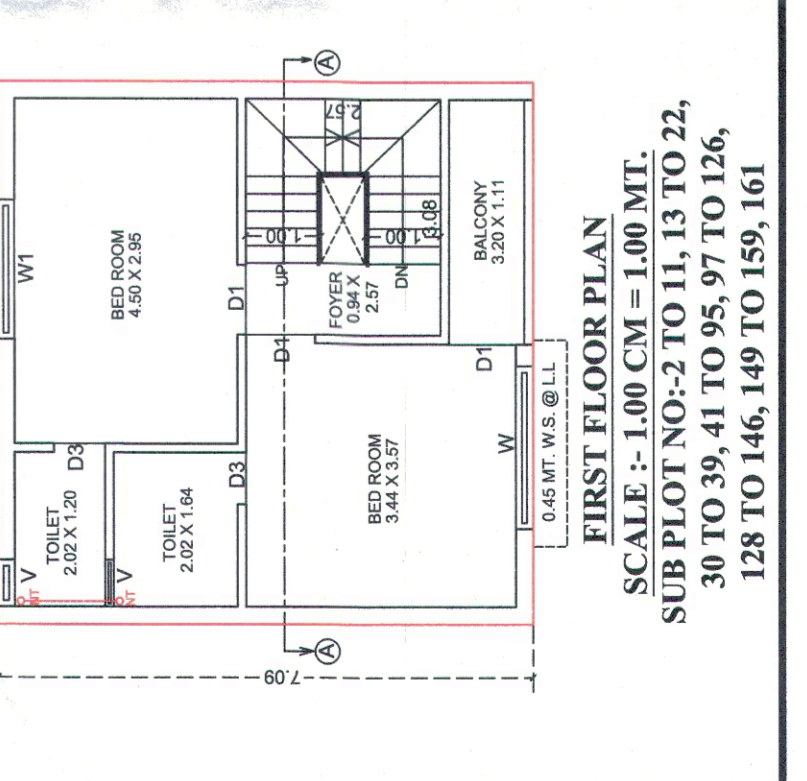 A
W1
BED ROOM
4.50 X 2.95
D1
2.57
1.00
1.00
3.08
UP
DN
FOYER
0.94 X
2.57
BALCONY
3.20 X 1.11
D1
D1
D3
TOILET
2.02 X 1.20
V
NT
TOILET
2.02 X 1.64
V
NT
D3
BED ROOM
3.44 X 3.57
W
0.45 MT. W.S. @ L.L
A
7.09
FIRST FLOOR PLAN
SCALE :- 1.00 CM = 1.00 MT.
SUB PLOT NO:-2 TO 11, 13 TO 22,
30 TO 39, 41 TO 95, 97 TO 126,
128 TO 146, 149 TO 159, 161